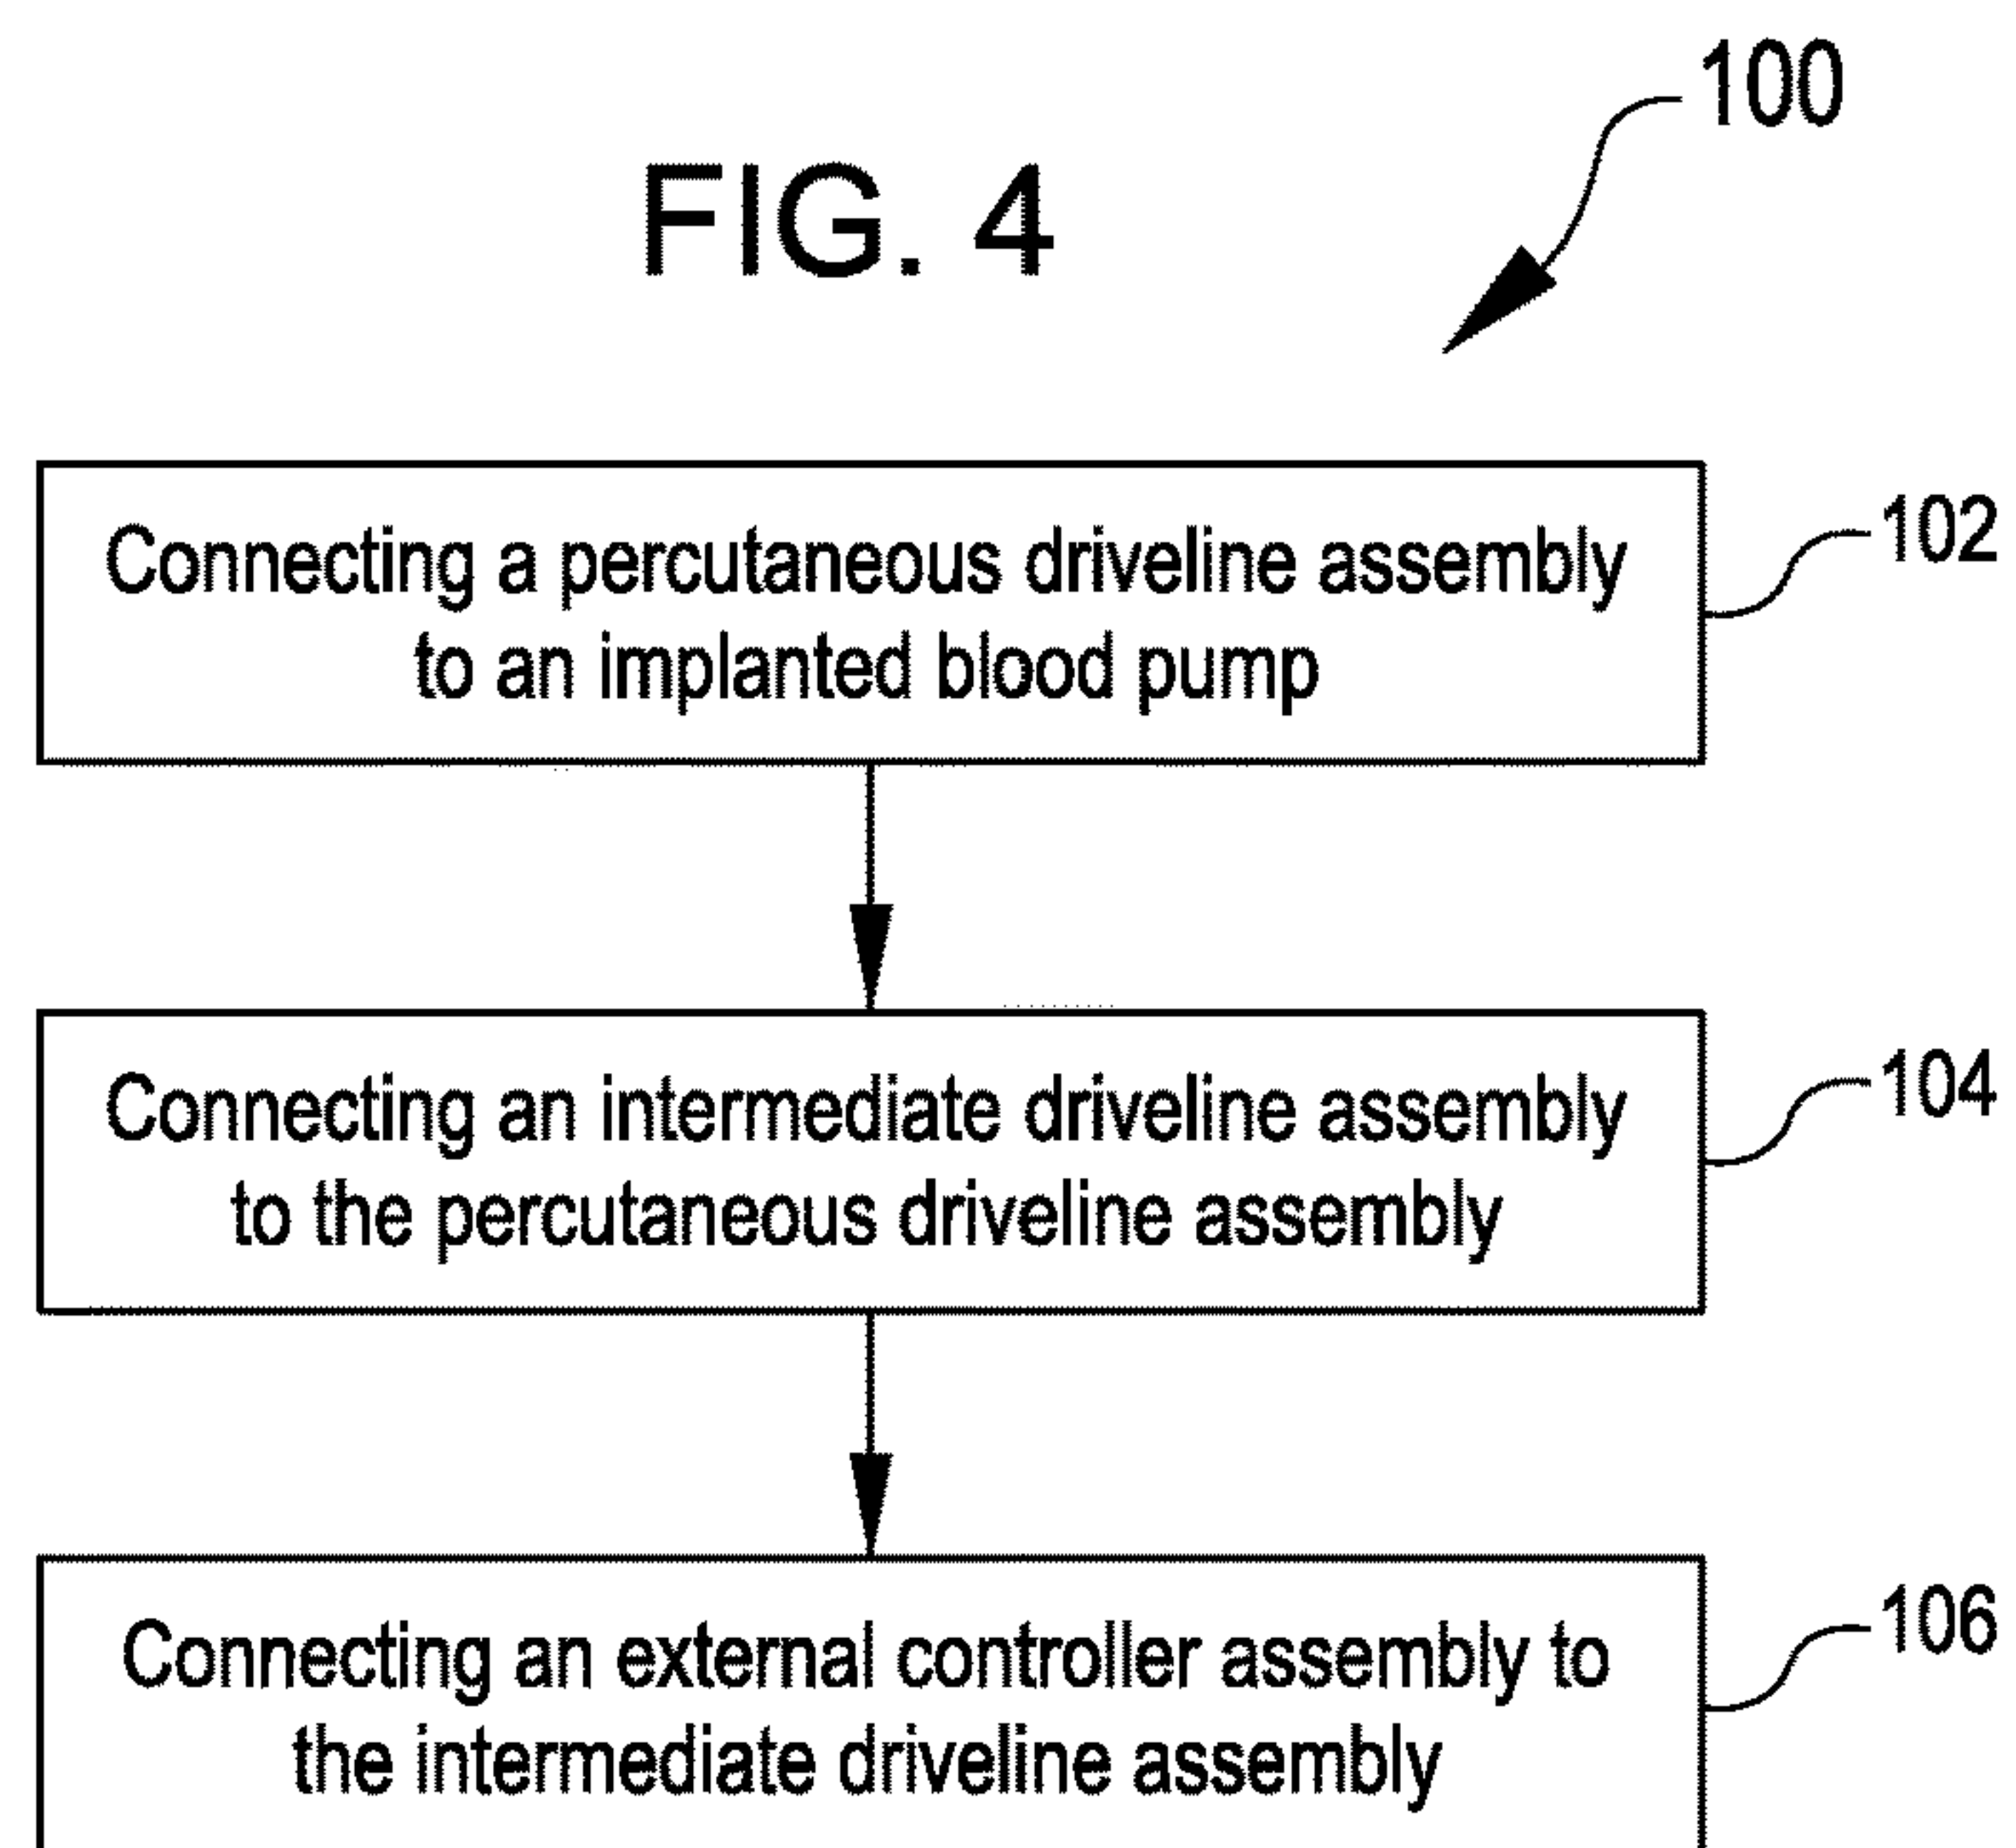 100
FIG. 4
Connecting a percutaneous driveline assembly
to an implanted blood pump
102
Connecting an intermediate driveline assembly
to the percutaneous driveline assembly
104
Connecting an external controller assembly to
the intermediate driveline assembly
106